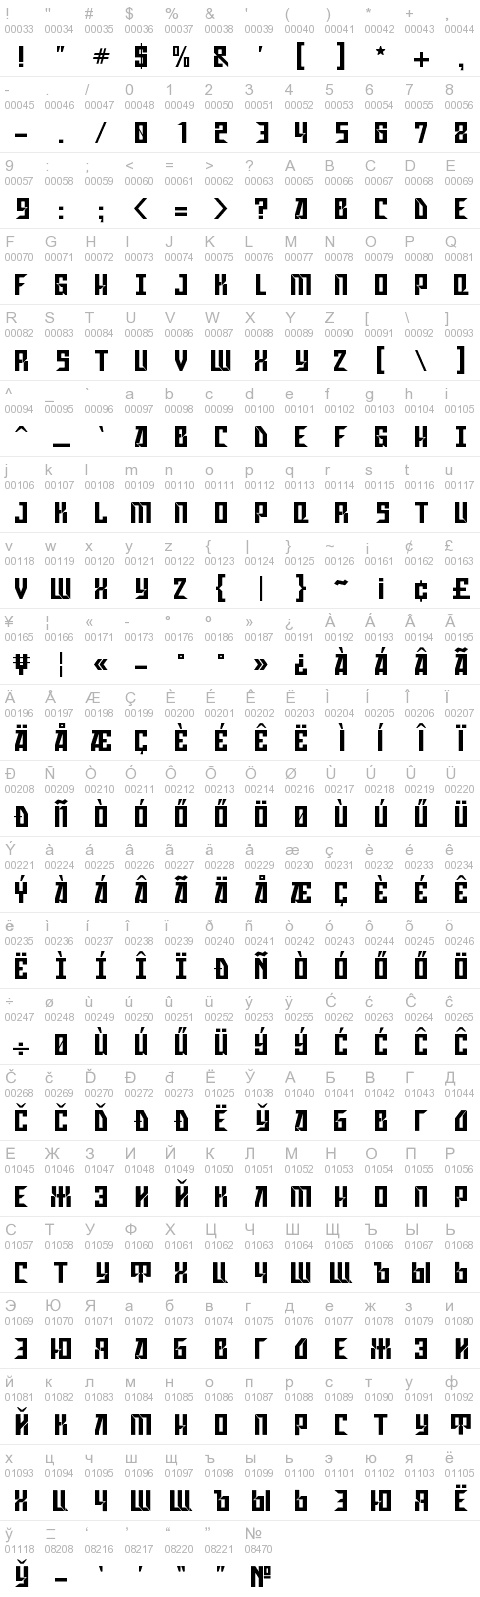 ! " # $ % & ' ( ) * + ,
00033 00034 00035 00036 00037 00038 00039 00040 00041 00042 00043 00044
! " # $ % & ' [ ] * + ,
- . / 0 1 2 3 4 5 6 7 8
00045 00046 00047 00048 00049 00050 00051 00052 00053 00054 00055 00056
- . / 0 1 2 3 4 5 6 7 8
9 : ; < = > ? A B C D E
00057 00058 00059 00060 00061 00062 00063 00065 00066 00067 00068 00069
9 : ; < = > ? A B C D E
F G H I J K L M N O P Q
00070 00071 00072 00073 00074 00075 00076 00077 00078 00079 00080 00081
F G H I J K L M N O P Q
R S T U V W X Y Z [ \ ]
00082 00083 00084 00085 00086 00087 00088 00089 00090 00091 00092 00093
R S T U V W X Y Z [ \ ]
^ _ ` a b c d e f g h i
00094 00095 00096 00097 00098 00099 00100 00101 00102 00103 00104 00105
^ _ ` A B C D E F G H I
j k l m n o p q r s t u
00106 00107 00108 00109 00110 00111 00112 00113 00114 00115 00116 00117
J K L M N O P Q R S T U
v w x y z { | } ~ ¡ ¢ £
00118 00119 00120 00121 00122 00123 00124 00125 00126 00161 00162 00163
V W X Y Z { | } ~ ¡ ¢ £
¥ ¦ « - ° º » ¿ À Á Â Ã
00165 00166 00171 00173 00176 00186 00187 00191 00192 00193 00194 00195
¥ ¦ « - ° º » ¿ À Á Â Ã
Ä Å Æ Ç È É Ê Ë Ì Í Î Ï
00196 00197 00198 00199 00200 00201 00202 00203 00204 00205 00206 00207
Ä Å Æ Ç È É Ê Ë Ì Í Î Ï
Ð Ñ Ò Ó Ô Õ Ö Ø Ù Ú Û Ü
00208 00209 00210 00211 00212 00213 00214 00216 00217 00218 00219 00220
Ð Ñ Ò Ó Ő Ő Ö Ø Ù Ú Ű Ü
Ý à á â ã ä å æ ç è é ê
00221 00224 00225 00226 00227 00228 00229 00230 00231 00232 00233 00234
Ý À Á Â Ã Ä Å Æ Ç È É Ê
ë ì í î ï ð ñ ò ó ô õ ö
00235 00236 00237 00238 00239 00240 00241 00242 00243 00244 00245 00246
Ë Ì Í Î Ï Ð Ñ Ò Ó Ő Ő Ö
÷ ø ù ú û ü ý ÿ Ć ć Ĉ ĉ
00247 00248 00249 00250 00251 00252 00253 00255 00262 00263 00264 00265
÷ Ø Ù Ú Ű Ü Ý Ý Ć Ć Ĉ Ĉ
Č č Ď Đ đ Ё Ў А Б В Г Д
00268 00269 00270 00272 00273 01025 01038 01040 01041 01042 01043 01044
Č Č Ď Đ Đ Ё Ў А Б В Г Д
Е Ж З И Й К Л М Н О П Р
01045 01046 01047 01048 01049 01050 01051 01052 01053 01054 01055 01056
Е Ж З И Й К Л М Н О П Р
С Т У Ф Х Ц Ч Ш Щ Ъ Ы Ь
01057 01058 01059 01060 01061 01062 01063 01064 01065 01066 01067 01068
С Т У Ф Х Ц Ч Ш Щ Ъ Ы Ь
Э Ю Я а б в г д е ж з и
01069 01070 01071 01072 01073 01074 01075 01076 01077 01078 01079 01080
Э Ю Я А Б В Г Д Е Ж З И
й к л м н о п р с т у ф
01081 01082 01083 01084 01085 01086 01087 01088 01089 01090 01091 01092
Й К Л М Н О П Р С Т У Ф
х ц ч ш щ ъ ы ь э ю я ё
01093 01094 01095 01096 01097 01098 01099 01100 01101 01102 01103 01105
Х Ц Ч Ш Щ Ъ Ы Ь Э Ю Я Ё
ў ‐ ‘ ’ “ ” №
01118 08208 08216 08217 08220 08221 08470
Ў ‐ ‘ ’ “ ” №